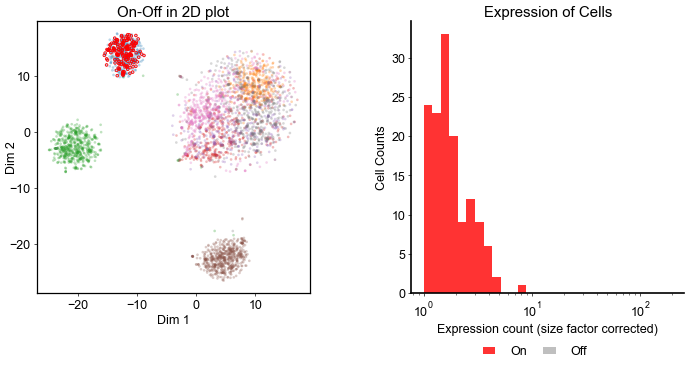 On-Off in 2D plot
Dim 2
10
0
−10
−20
−20
−10
0
10
Dim 1
Expression of Cells
Cell Counts
35
30
25
20
15
10
5
0
10^0
10^1
10^2
Expression count (size factor corrected)
On
Off